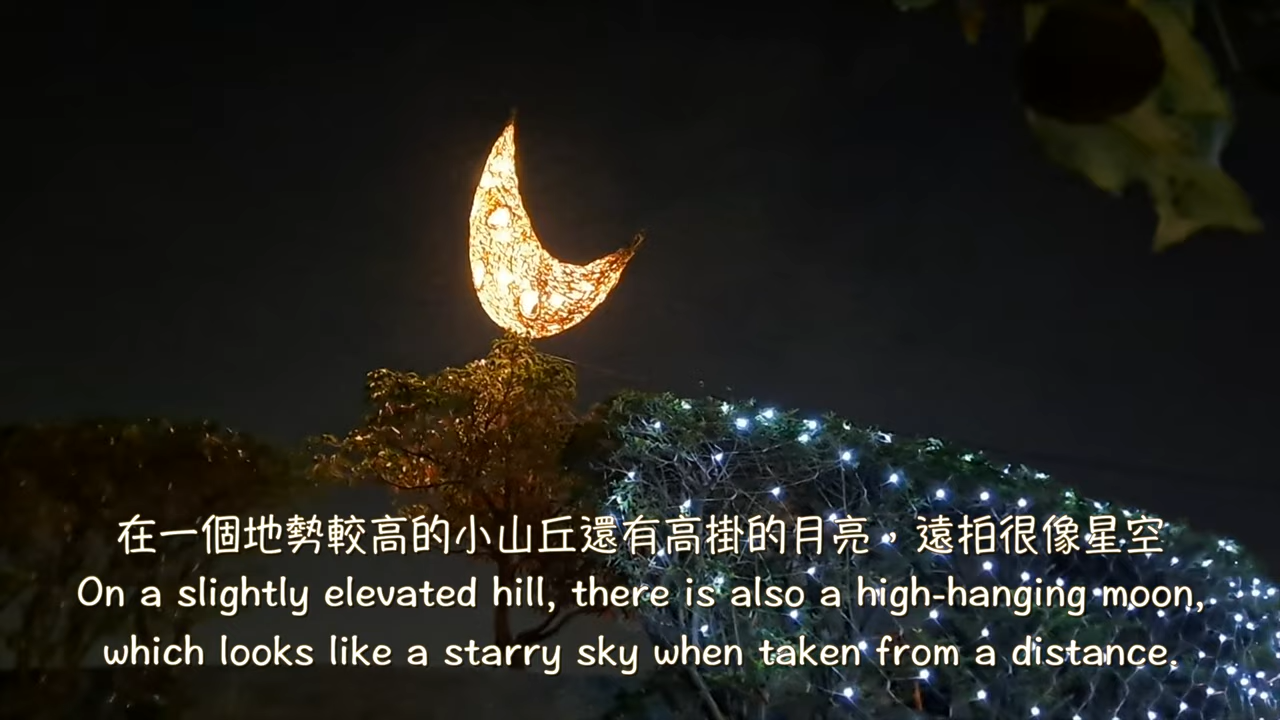 在一個地勢較高的小山丘還有高掛的月亮，遠拍很像星空
On a slightly elevated hill, there is also a high-hanging moon,
which looks like a starry sky when taken from a distance.